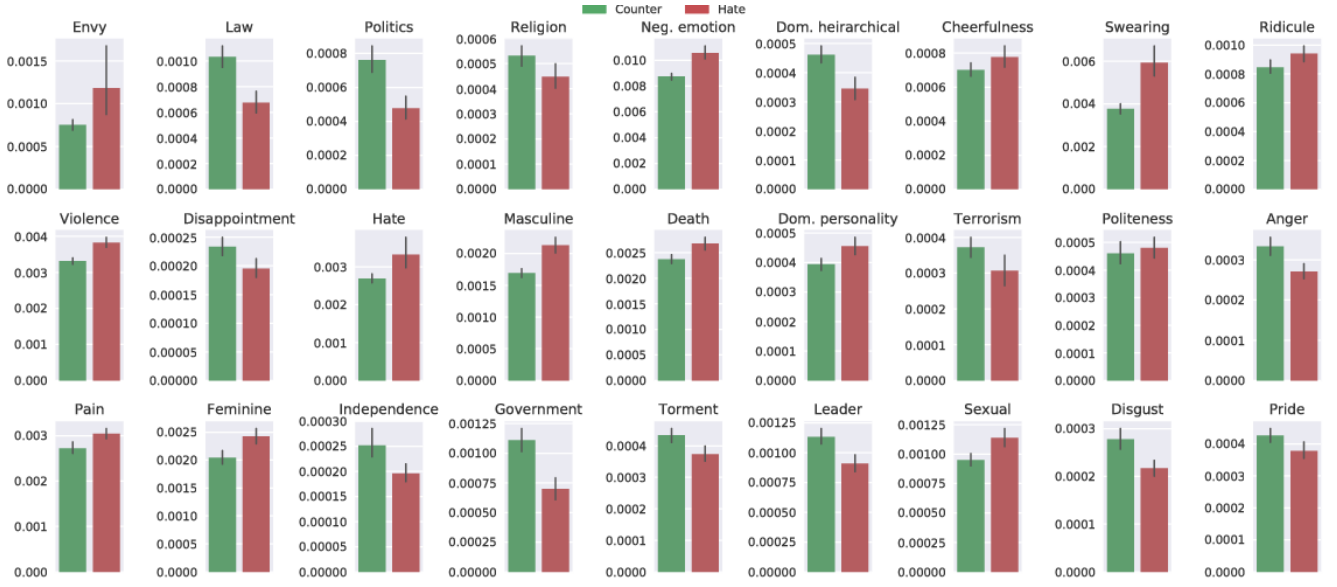 Counter Hate
Envy Law Politics Religion Neg. emotion Dom. heirarchical Cheerfulness Swearing Ridicule
0.0015 0.0010 0.0005 0.0000
0.0010 0.0008 0.0006 0.0004 0.0002 0.0000
0.0008 0.0006 0.0004 0.0002 0.0000
0.0006 0.0005 0.0004 0.0003 0.0002 0.0001 0.0000
0.010 0.008 0.006 0.004 0.002 0.000
0.0005 0.0004 0.0003 0.0002 0.0001 0.0000
0.0008 0.0006 0.0004 0.0002 0.0000
0.006 0.004 0.002 0.000
0.0010 0.0008 0.0006 0.0004 0.0002 0.0000
Violence Disappointment Hate Masculine Death Dom. personality Terrorism Politeness Anger
0.004 0.003 0.002 0.001 0.000
0.00025 0.00020 0.00015 0.00010 0.00005 0.00000
0.003 0.002 0.001 0.000
0.0020 0.0015 0.0010 0.0005 0.0000
0.0025 0.0020 0.0015 0.0010 0.0005 0.0000
0.0005 0.0004 0.0003 0.0002 0.0001 0.0000
0.0004 0.0003 0.0002 0.0001 0.0000
0.0005 0.0004 0.0003 0.0002 0.0001 0.0000
0.0003 0.0002 0.0001 0.0000
Pain Feminine Independence Government Torment Leader Sexual Disgust Pride
0.003 0.002 0.001 0.000
0.0025 0.0020 0.0015 0.0010 0.0005 0.0000
0.00030 0.00025 0.00020 0.00015 0.00010 0.00005 0.00000
0.00125 0.00100 0.00075 0.00050 0.00025 0.00000
0.0004 0.0003 0.0002 0.0001 0.0000
0.00125 0.00100 0.00075 0.00050 0.00025 0.00000
0.00125 0.00100 0.00075 0.00050 0.00025 0.00000
0.0003 0.0002 0.0001 0.0000
0.0004 0.0003 0.0002 0.0001 0.0000